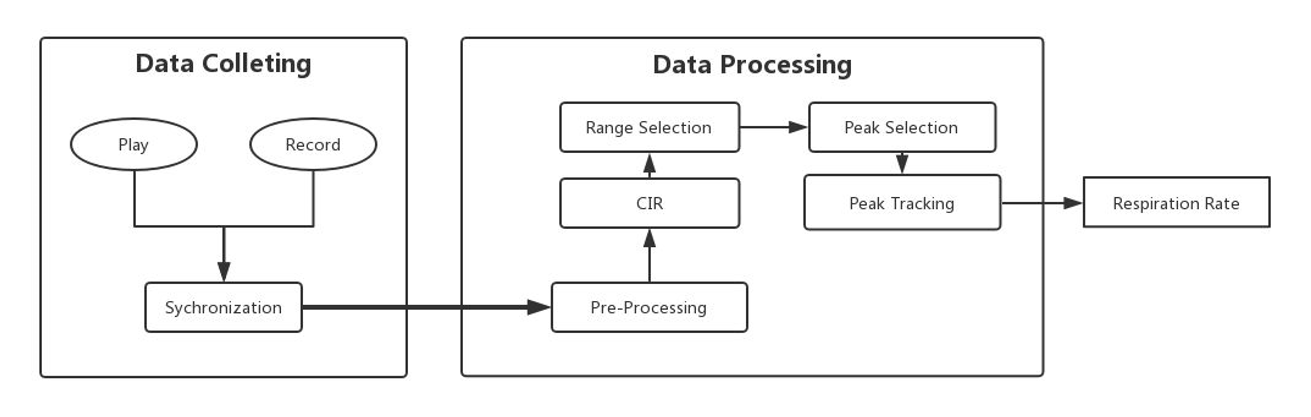 Data Colleting
Play
Record
Sychronization
Data Processing
Pre-Processing
CIR
Range Selection
Peak Selection
Peak Tracking
Respiration Rate